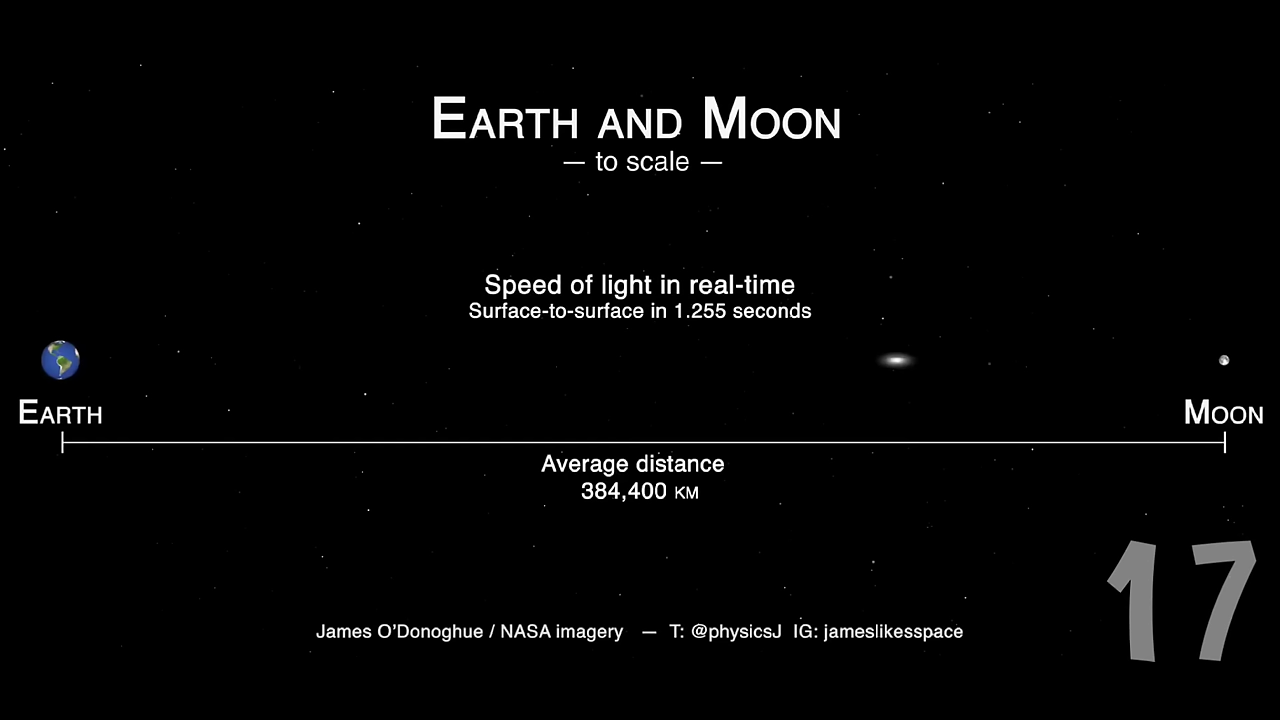 EARTH AND MOON
— to scale —
Speed of light in real-time
Surface-to-surface in 1.255 seconds
EARTH
MOON
Average distance
384,400 KM
17
James O'Donoghue / NASA imagery — T: @physicsJ IG: jameslikesspace